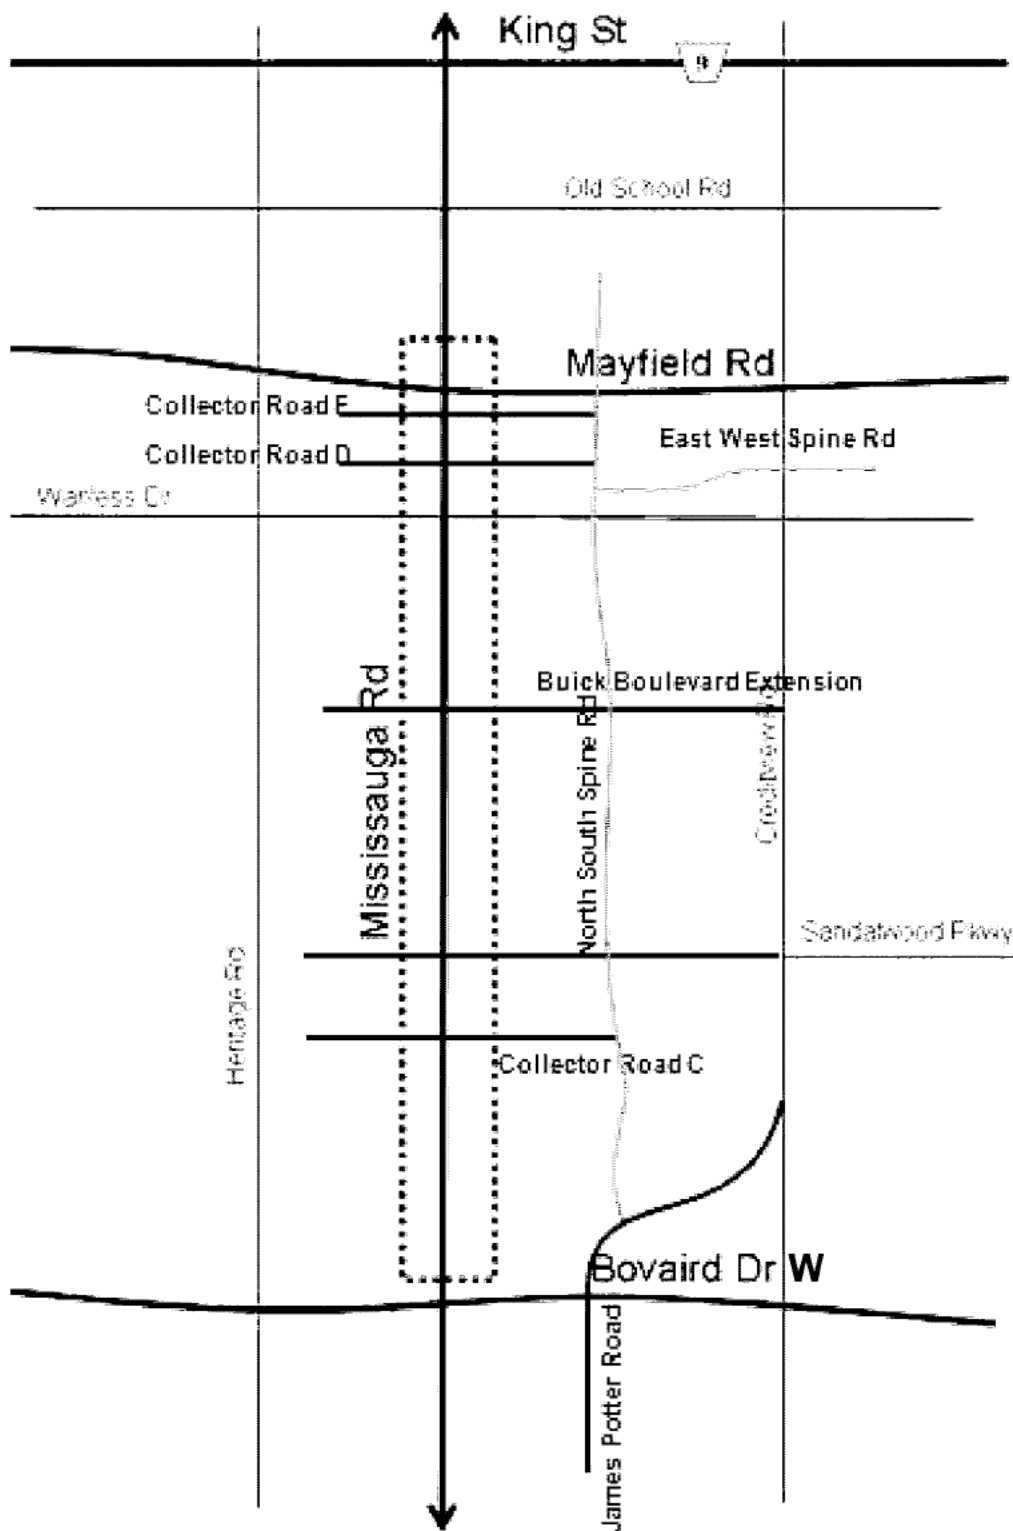 King St
9
Old School Rd
Mayfield Rd
Collector Road E
East West Spine Rd
Collector Road D
Wanless Dr
Mississauga Rd
Buick Boulevard Extension
North South Spine Rd
Creditview Rd
Sandalwood Pkwy
Heritage Rd
Collector Road C
Bovaird Dr W
James Potter Road